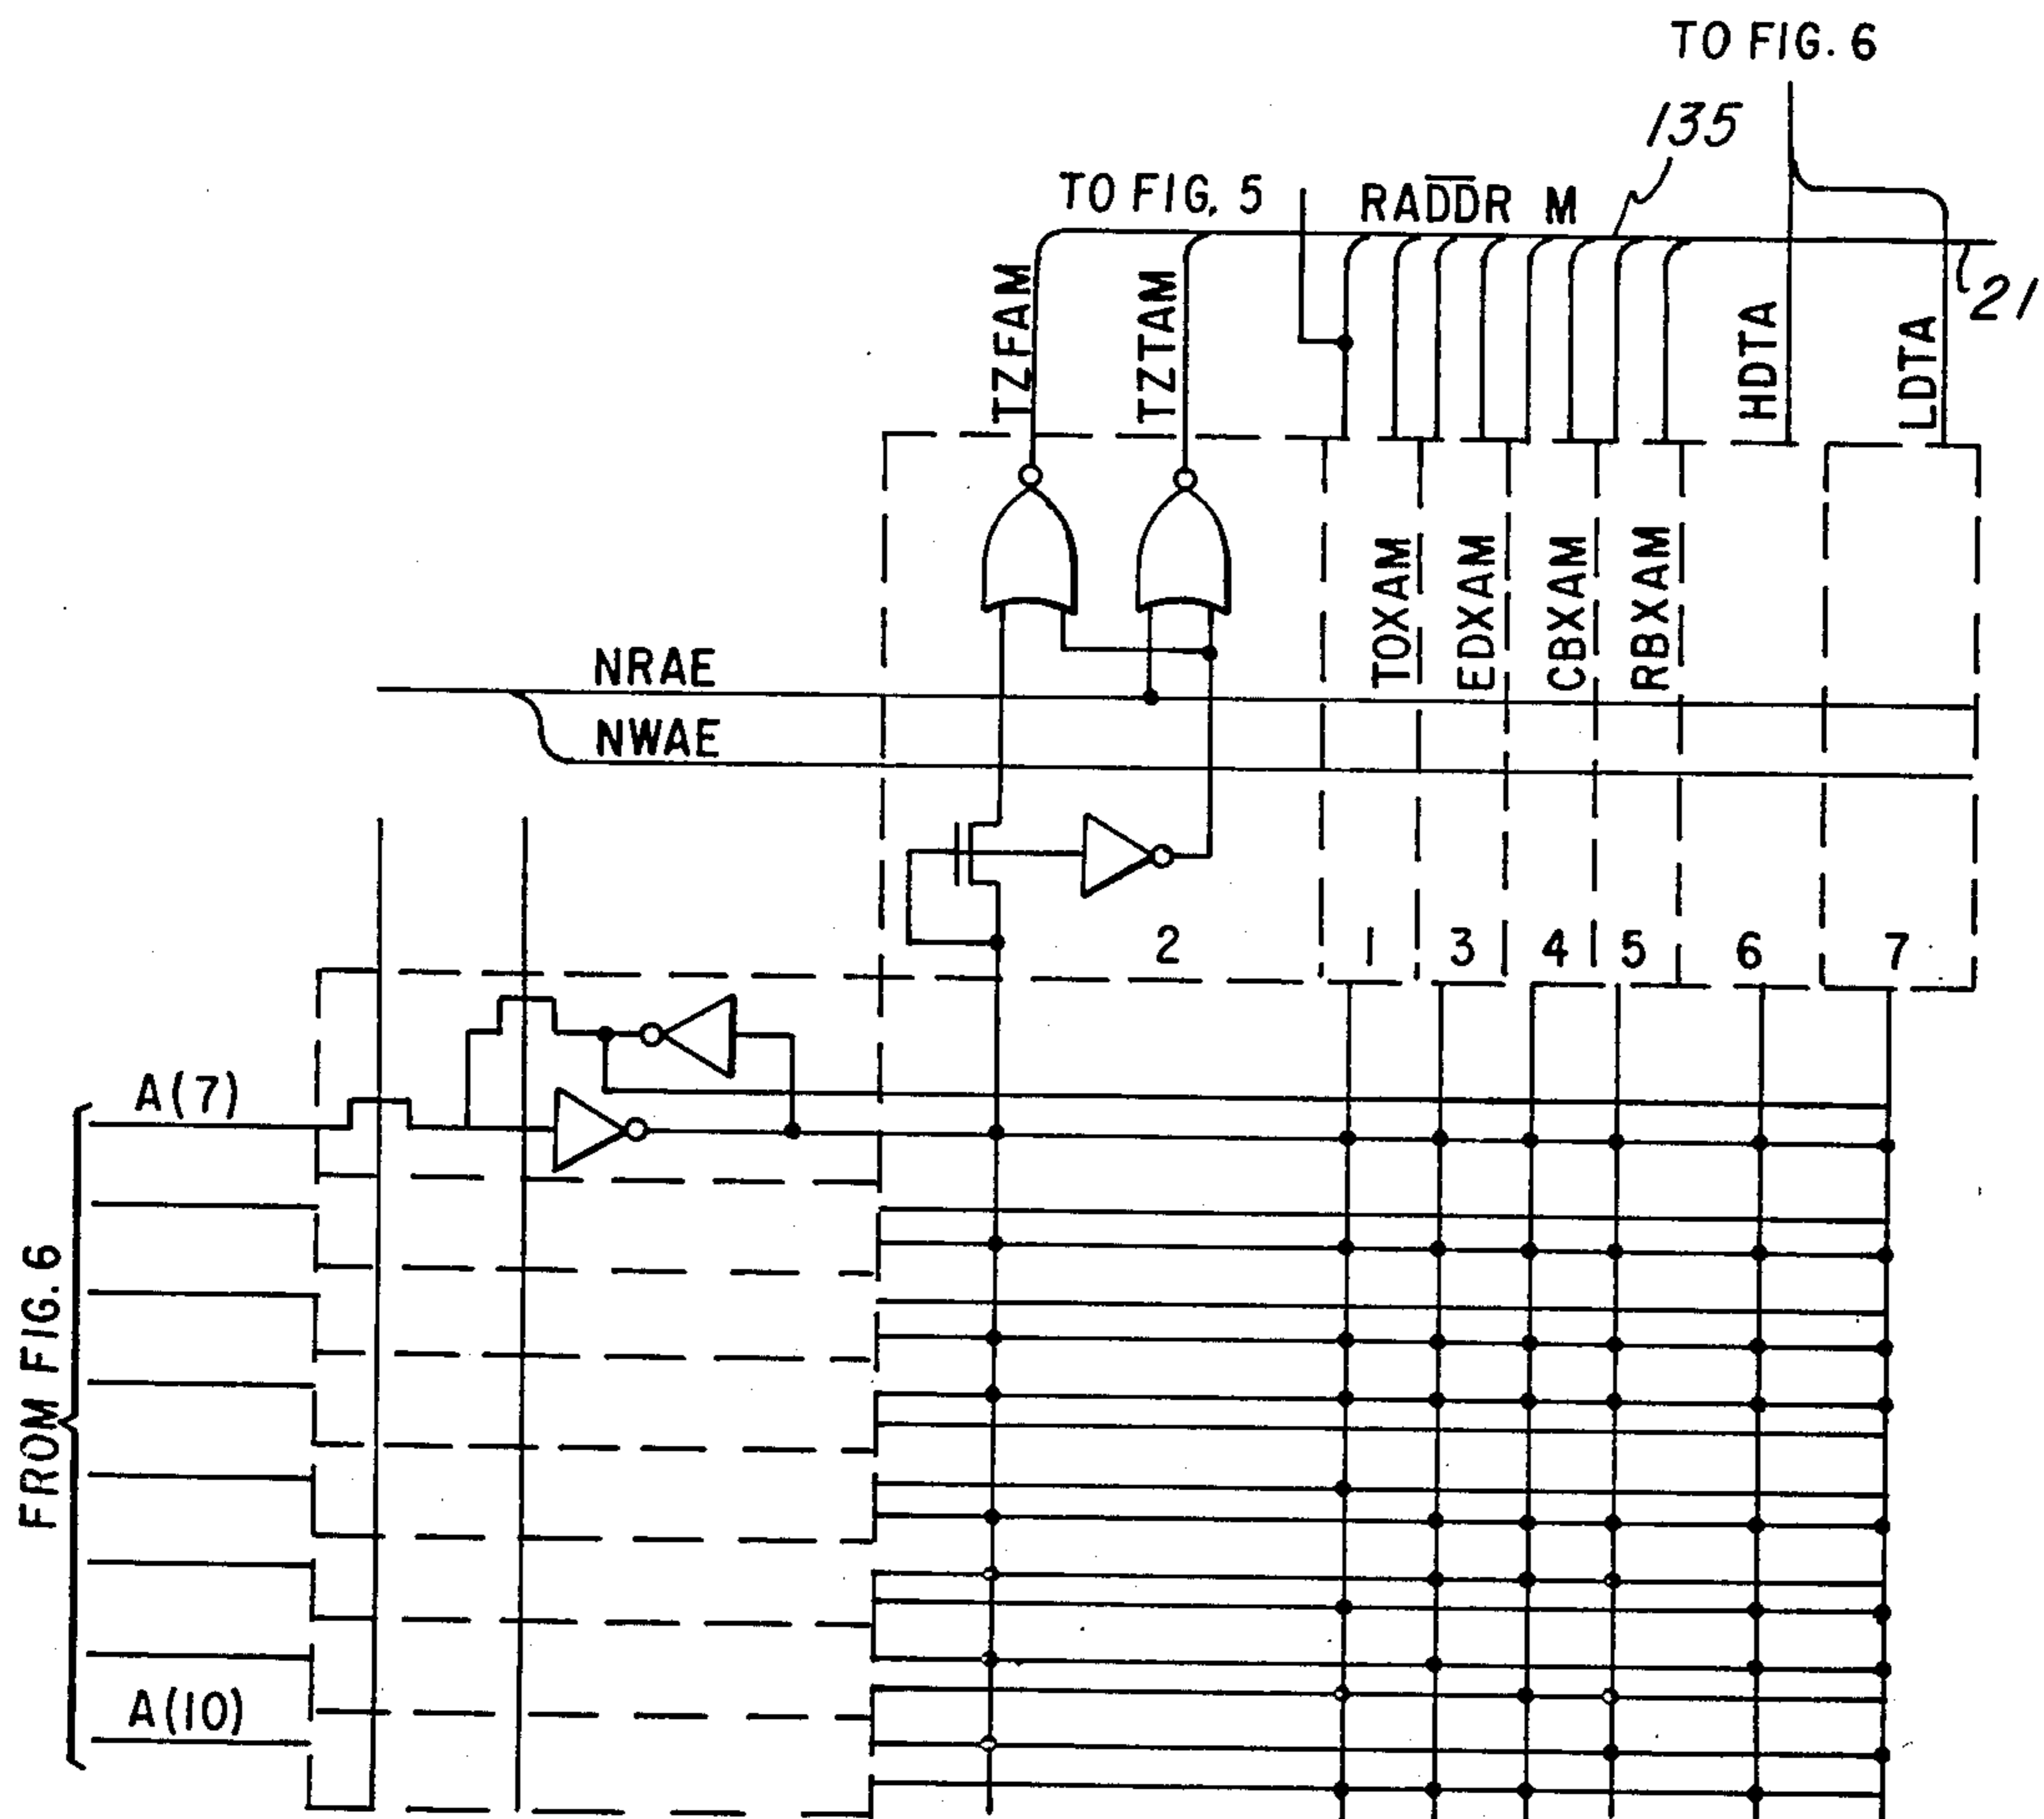 TO FIG. 6
135
TO FIG. 5
RADDR M
21
TZFAM
TZTAM
HDTA
LDTA
TOXAM
EDXAM
CBXAM
RBXAM
NRAE
NWAE
2
1
3
4
5
6
7
A(7)
FROM FIG. 6
A(10)